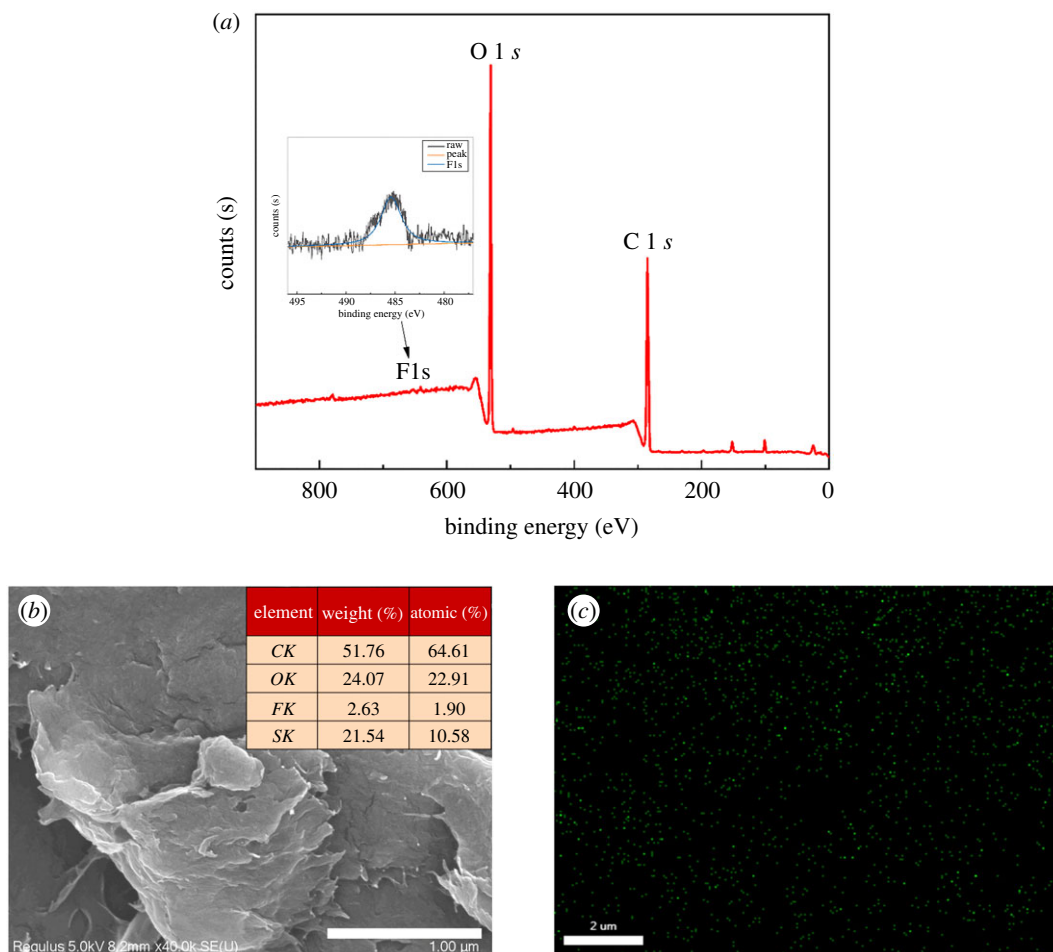 (a)
O 1 s
raw
peak
F1s
counts (s)
495 490 485 480
binding energy (eV)
F1s
C 1 s
counts (s)
800 600 400 200 0
binding energy (eV)
(b)
element weight (%) atomic (%)
CK 51.76 64.61
OK 24.07 22.91
FK 2.63 1.90
SK 21.54 10.58
Regulus 5.0kV 8.2mm x40.0k SE(U) 1.00 µm
(c)
2 um